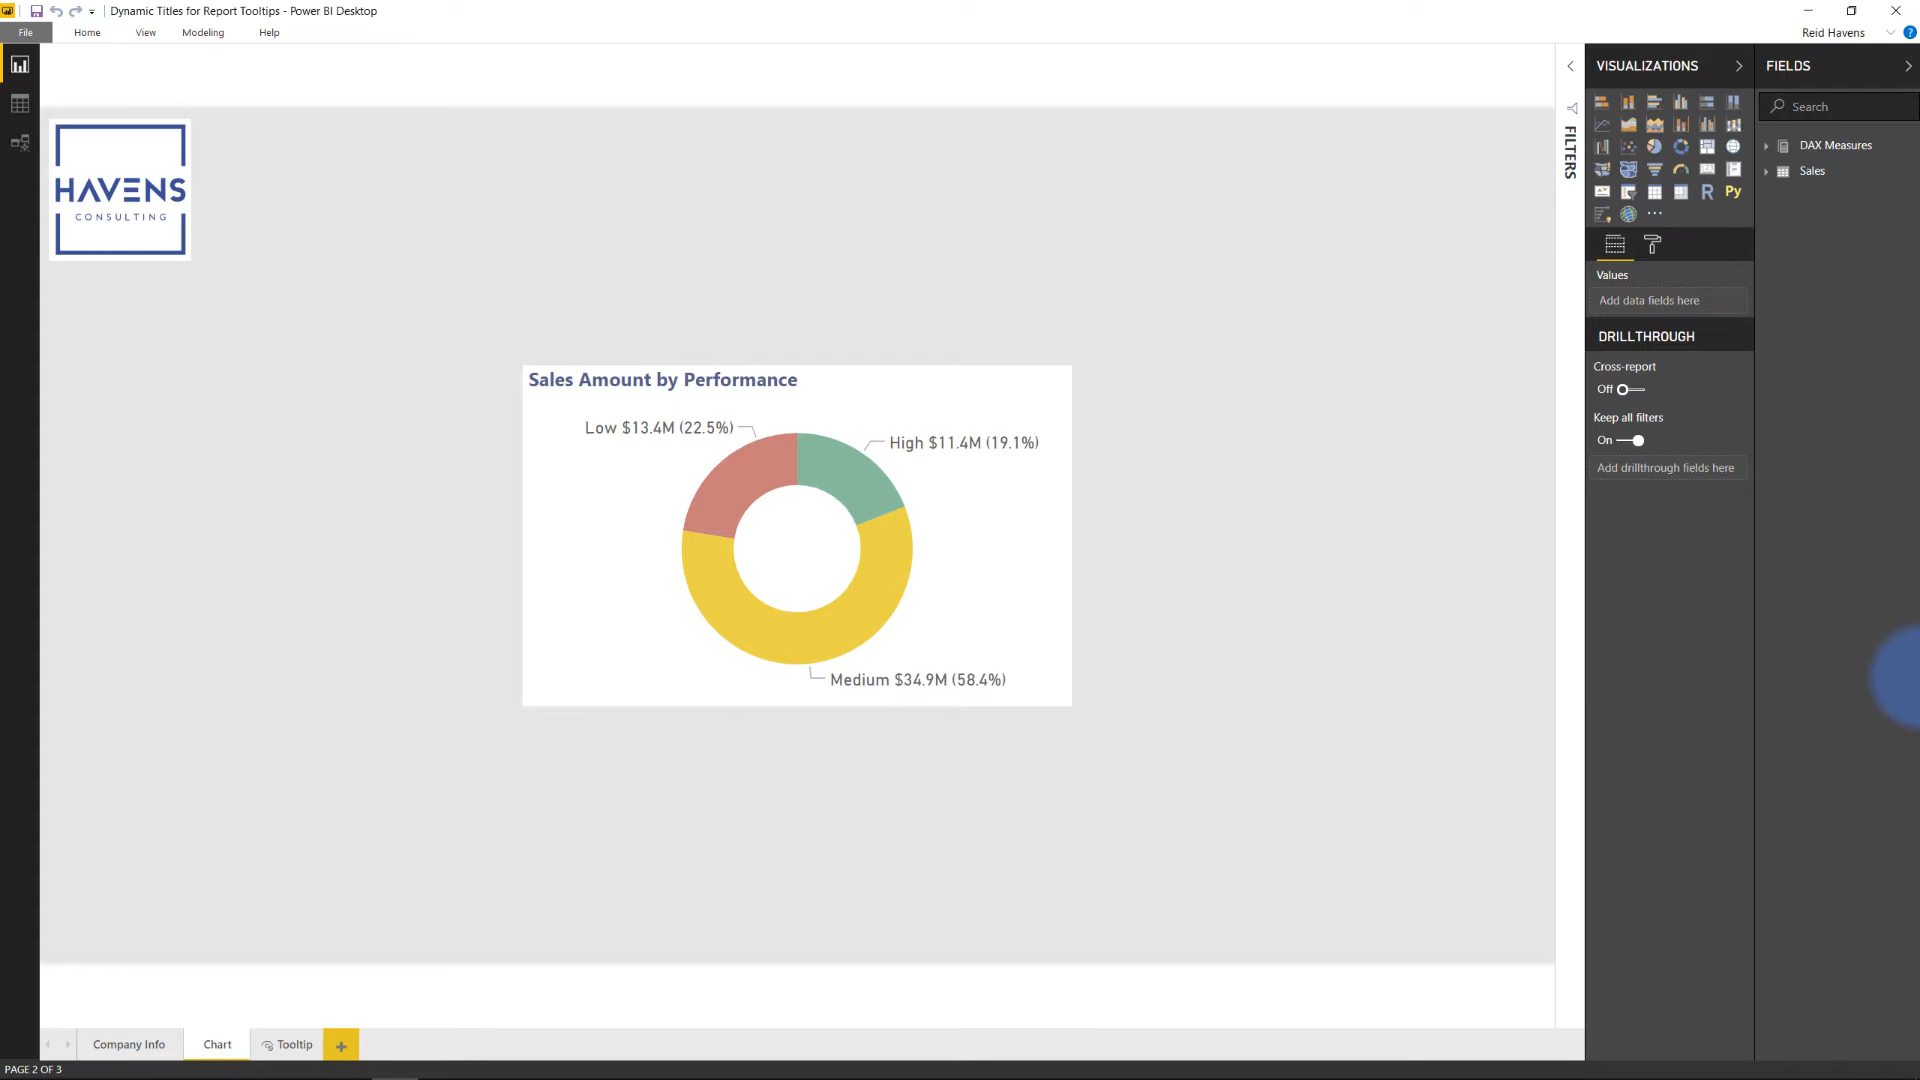 Dynamic Titles for Report Tooltips - Power BI Desktop
File
Home
View
Modeling
Help
Reid Havens
?
HAVENS
CONSULTING
Sales Amount by Performance
Low $13.4M (22.5%)
High $11.4M (19.1%)
Medium $34.9M (58.4%)
FILTERS
VISUALIZATIONS
R
Py
Values
Add data fields here
DRILLTHROUGH
Cross-report
Off
Keep all filters
On
Add drillthrough fields here
FIELDS
Search
DAX Measures
Sales
Company Info
Chart
Tooltip
+
PAGE 2 OF 3